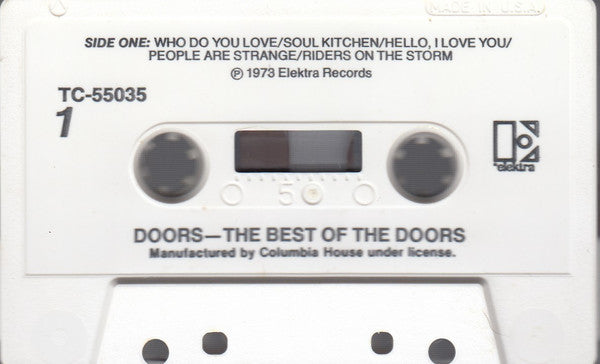 MADE IN U.S.A.
SIDE ONE: WHO DO YOU LOVE/SOUL KITCHEN/HELLO, I LOVE YOU/
PEOPLE ARE STRANGE/RIDERS ON THE STORM
℗ 1973 Elektra Records
TC-55035
1
elektra
5
DOORS—THE BEST OF THE DOORS
Manufactured by Columbia House under license.